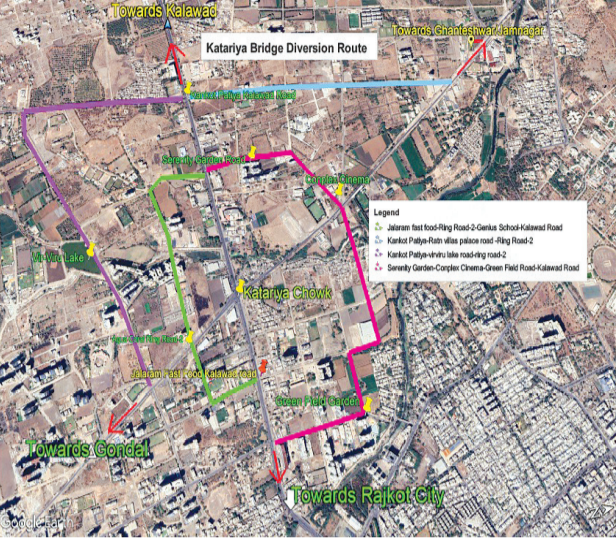 Towards Kalawad
Katariya Bridge Diversion Route
Towards Ghanteshwar/Jamnagar
Kankot Patiya Kalawad Road
Serenity Garden Road
Conplex Cinema
Legend
Jalaram fast food-Ring Road-2-Genius School-Kalawad Road
Kankot Patiya-Ratn villas palace road -Ring Road-2
Kankot Patiya-virviru lake road-ring road-2
Serenity Garden-Conplex Cinema-Green Field Road-Kalawad Road
Vir-Viru Lake
Katariya Chowk
Jalaram Fast Food Kalawad road
Green Field Garden
Towards Gondal
Towards Rajkot City
Google Earth